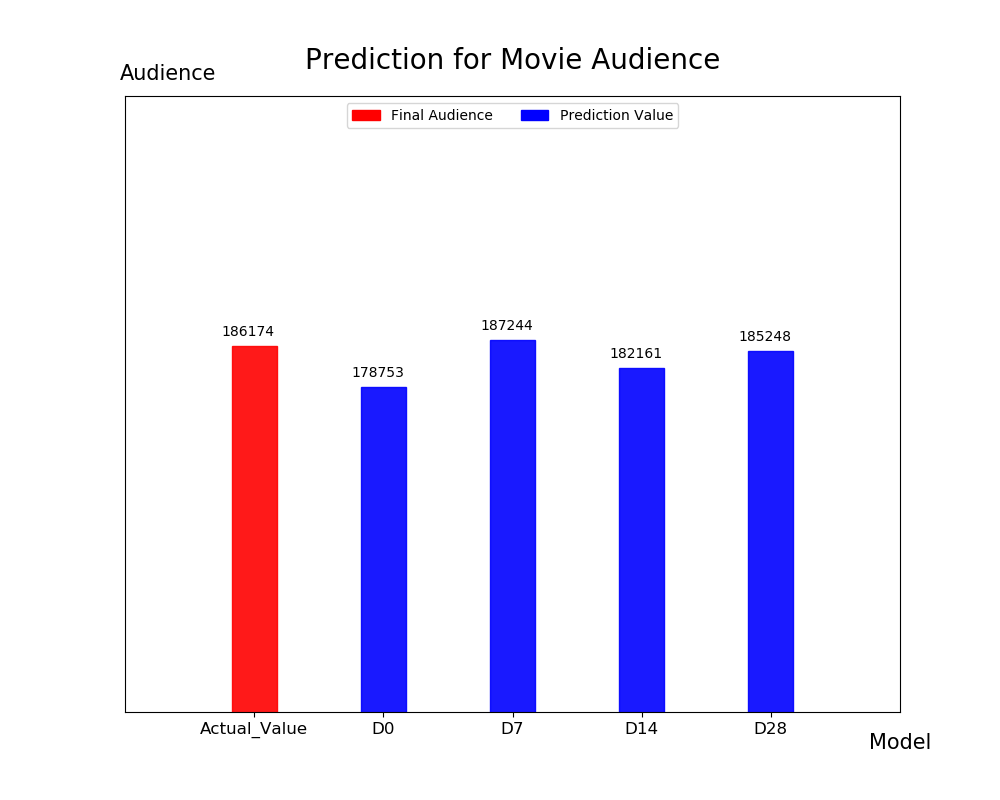 Prediction for Movie Audience
Audience
Final Audience
Prediction Value
186174
178753
187244
182161
185248
Actual_Value
D0
D7
D14
D28
Model